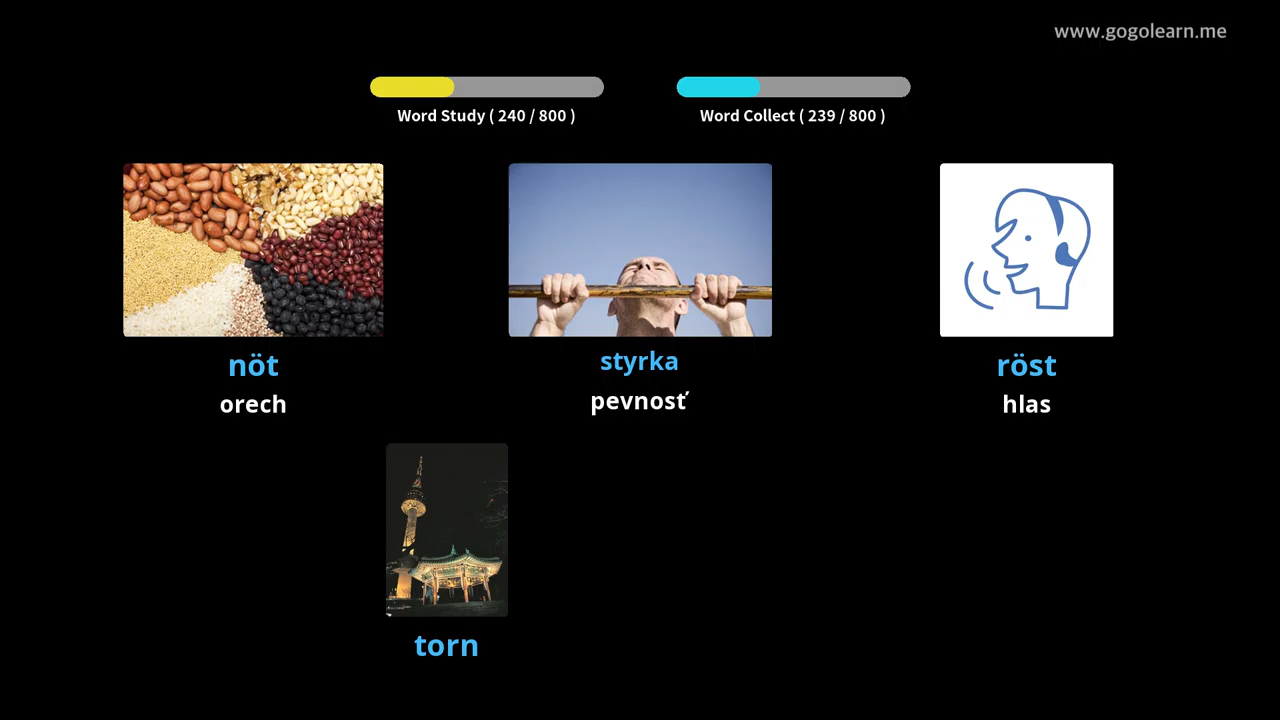 www.gogolearn.me
Word Study ( 240 / 800 )
Word Collect ( 239 / 800 )
nöt
styrka
röst
orech
pevnosť
hlas
torn